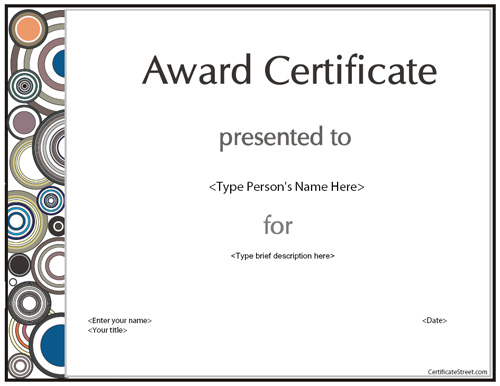 Award Certificate
presented to
<Type Person's Name Here>
for
<Type brief description here>
<Enter your name> <Date>
<Your title>
CertificateStreet.com